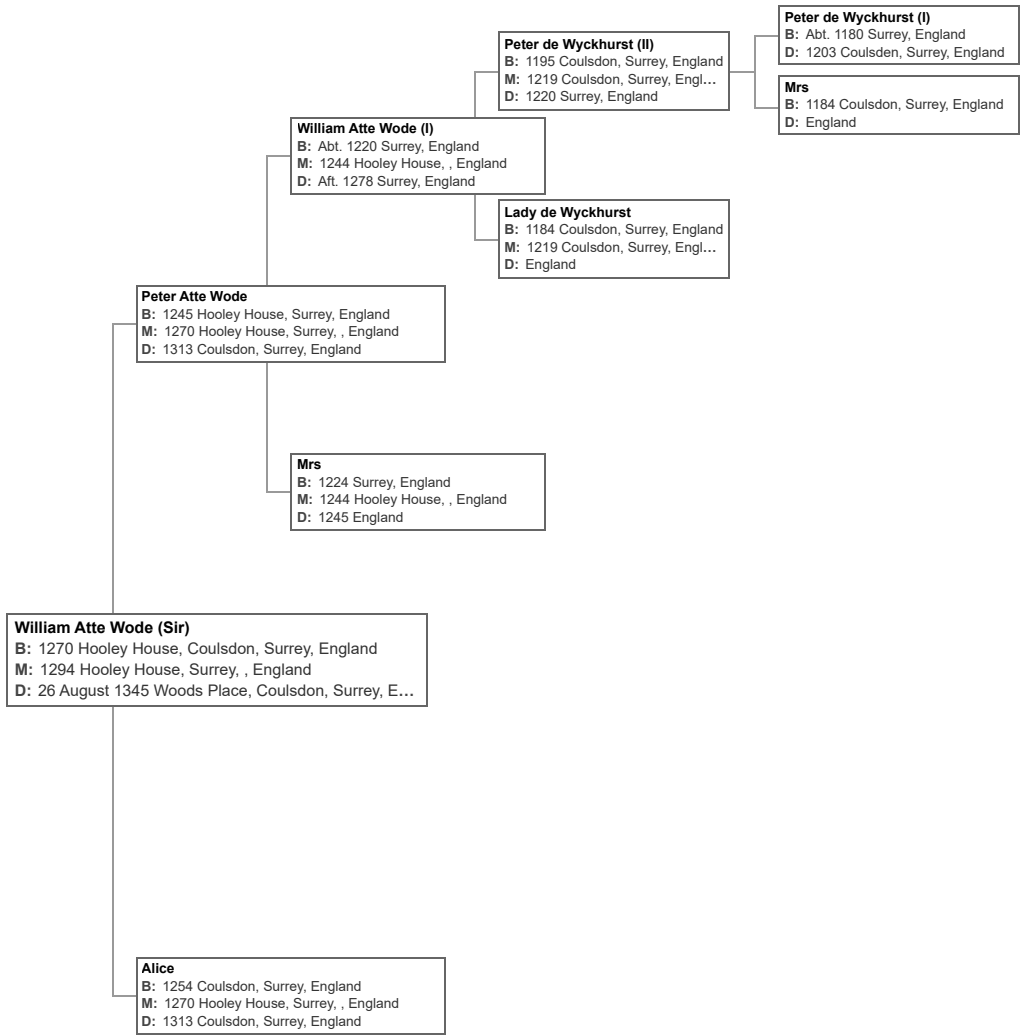 Peter de Wyckhurst (I)
B: Abt. 1180 Surrey, England
D: 1203 Coulsden, Surrey, England
Peter de Wyckhurst (II)
B: 1195 Coulsdon, Surrey, England
M: 1219 Coulsdon, Surrey, Engl...
D: 1220 Surrey, England
Mrs
B: 1184 Coulsdon, Surrey, England
D: England
William Atte Wode (I)
B: Abt. 1220 Surrey, England
M: 1244 Hooley House, , England
D: Aft. 1278 Surrey, England
Lady de Wyckhurst
B: 1184 Coulsdon, Surrey, England
M: 1219 Coulsdon, Surrey, Engl...
D: England
Peter Atte Wode
B: 1245 Hooley House, Surrey, England
M: 1270 Hooley House, Surrey, , England
D: 1313 Coulsdon, Surrey, England
Mrs
B: 1224 Surrey, England
M: 1244 Hooley House, , England
D: 1245 England
William Atte Wode (Sir)
B: 1270 Hooley House, Coulsdon, Surrey, England
M: 1294 Hooley House, Surrey, , England
D: 26 August 1345 Woods Place, Coulsdon, Surrey, E...
Alice
B: 1254 Coulsdon, Surrey, England
M: 1270 Hooley House, Surrey, , England
D: 1313 Coulsdon, Surrey, England